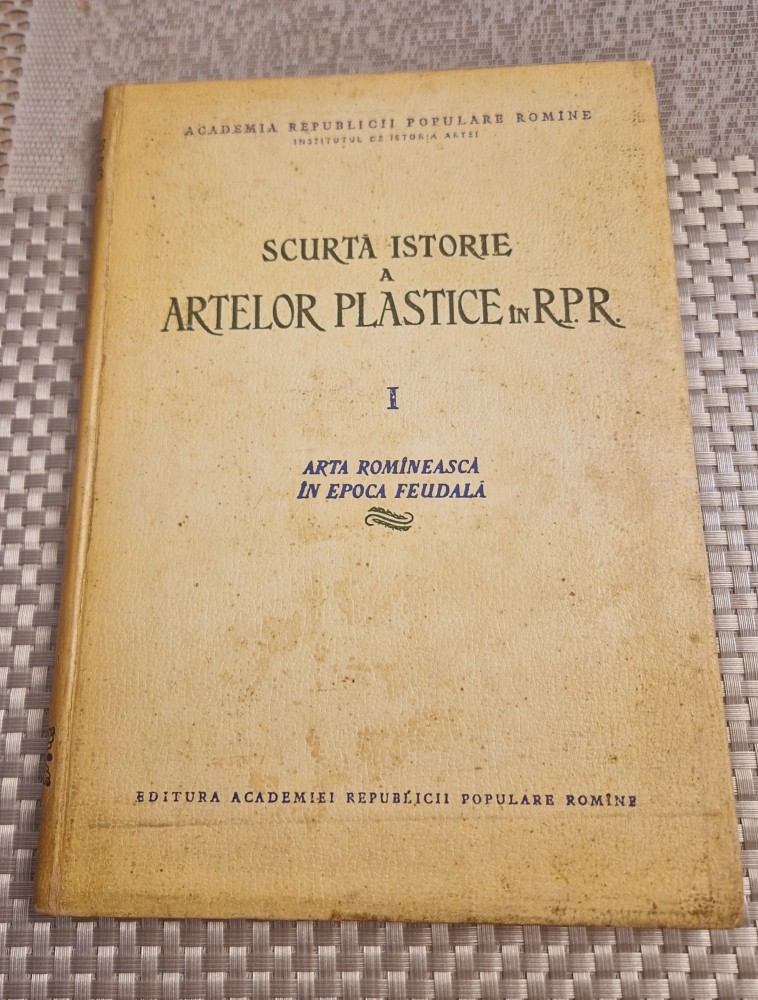 ACADEMIA REPUBLICII POPULARE ROMÎNE
INSTITUTUL DE ISTORIA ARTEI
SCURTĂ ISTORIE
A
ARTELOR PLASTICE ÎN R.P.R.
I
ARTA ROMÎNEASCĂ
ÎN EPOCA FEUDALĂ
EDITURA ACADEMIEI REPUBLICII POPULARE ROMÎNE